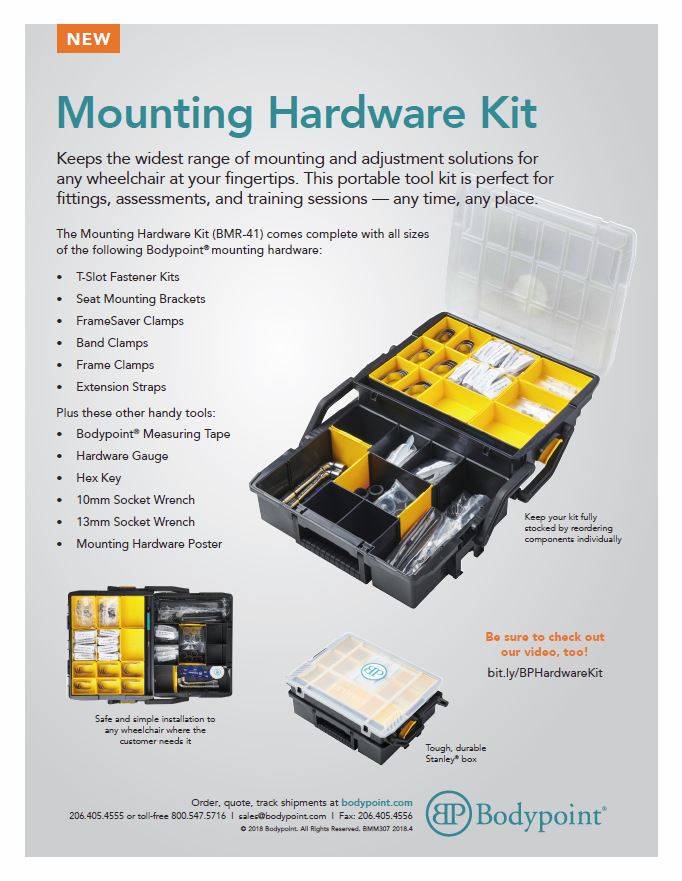 NEW
Mounting Hardware Kit
Keeps the widest range of mounting and adjustment solutions for
any wheelchair at your fingertips. This portable tool kit is perfect for
fittings, assessments, and training sessions — any time, any place.
The Mounting Hardware Kit (BMR-41) comes complete with all sizes
of the following Bodypoint® mounting hardware:
• T-Slot Fastener Kits
• Seat Mounting Brackets
• FrameSaver Clamps
• Band Clamps
• Frame Clamps
• Extension Straps
Plus these other handy tools:
• Bodypoint® Measuring Tape
• Hardware Gauge
• Hex Key
• 10mm Socket Wrench
• 13mm Socket Wrench
• Mounting Hardware Poster
Keep your kit fully
stocked by reordering
components individually
Safe and simple installation to
any wheelchair where the
customer needs it
Be sure to check out
our video, too!
bit.ly/BPHardwareKit
BP
Tough, durable
Stanley® box
Order, quote, track shipments at bodypoint.com
206.405.4555 or toll-free 800.547.5716 | sales@bodypoint.com | Fax: 206.405.4556
© 2018 Bodypoint. All Rights Reserved. BMM307 2018.4
BP Bodypoint®